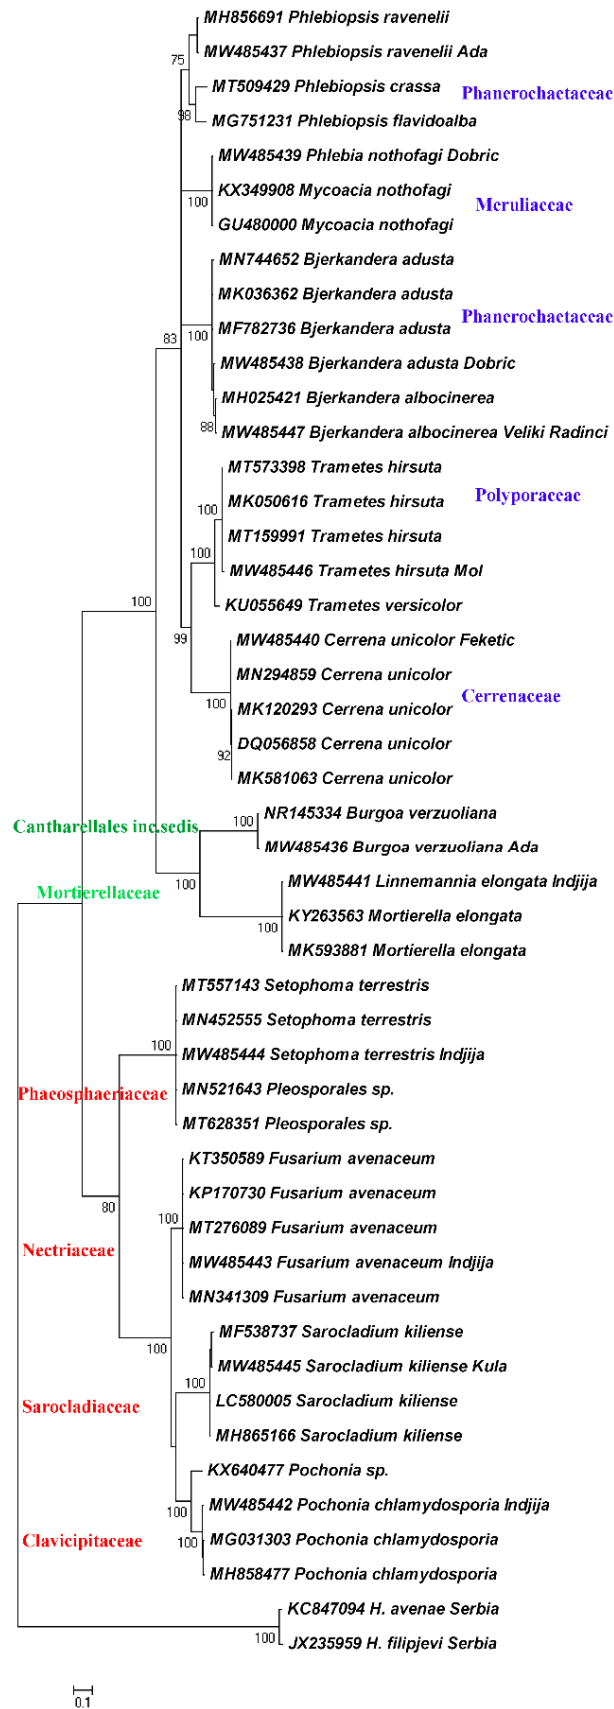 MH856691 Phlebiopsis ravenelii
75
MW485437 Phlebiopsis ravenelii Ada
MT509429 Phlebiopsis crassa
Phanerochaetaceae
98
MG751231 Phlebiopsis flavidoalba
MW485439 Phlebia nothofagi Dobric
KX349908 Mycoacia nothofagi
100
Meruliaceae
GU480000 Mycoacia nothofagi
MN744652 Bjerkandera adusta
MK036362 Bjerkandera adusta
MF782736 Bjerkandera adusta
Phanerochaetaceae
83
100
MW485438 Bjerkandera adusta Dobric
MH025421 Bjerkandera albocinerea
88
MW485447 Bjerkandera albocinerea Veliki Radinci
MT573398 Trametes hirsuta
MK050616 Trametes hirsuta
Polyporaceae
100
MT159991 Trametes hirsuta
100
MW485446 Trametes hirsuta Mol
100
KU055649 Trametes versicolor
99
MW485440 Cerrena unicolor Feketic
MN294859 Cerrena unicolor
Cerrenaceae
100
MK120293 Cerrena unicolor
DQ056858 Cerrena unicolor
92
MK581063 Cerrena unicolor
NR145334 Burgoa verzuoliana
Cantharellales inc.sedis
100
MW485436 Burgoa verzuoliana Ada
100
MW485441 Linnemannia elongata Indjija
Mortierellaceae
KY263563 Mortierella elongata
100
MK593881 Mortierella elongata
MT557143 Setophoma terrestris
MN452555 Setophoma terrestris
100
MW485444 Setophoma terrestris Indjija
Phaeosphaeriaceae
MN521643 Pleosporales sp.
MT628351 Pleosporales sp.
KT350589 Fusarium avenaceum
KP170730 Fusarium avenaceum
80
100
MT276089 Fusarium avenaceum
Nectriaceae
MW485443 Fusarium avenaceum Indjija
MN341309 Fusarium avenaceum
MF538737 Sarocladium kiliense
100
MW485445 Sarocladium kiliense Kula
100
LC580005 Sarocladium kiliense
Sarocladiaceae
MH865166 Sarocladium kiliense
KX640477 Pochonia sp.
100
MW485442 Pochonia chlamydosporia Indjija
Clavicipitaceae
100
MG031303 Pochonia chlamydosporia
MH858477 Pochonia chlamydosporia
KC847094 H. avenae Serbia
100
JX235959 H. filipjevi Serbia
0.1